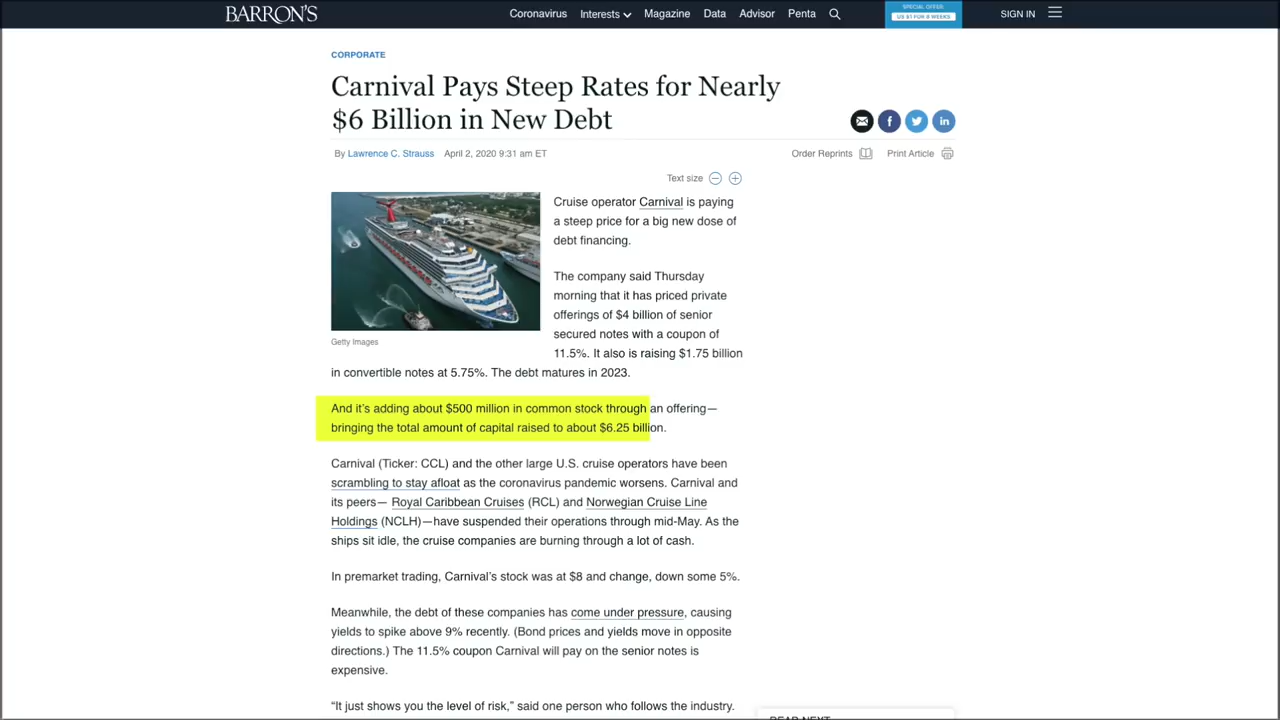 BARRON'S
Coronavirus Interests Magazine Data Advisor Penta
SPECIAL OFFER:
US $1 FOR 8 WEEKS
SIGN IN
CORPORATE
Carnival Pays Steep Rates for Nearly
$6 Billion in New Debt
By Lawrence C. Strauss April 2, 2020 9:31 am ET
Order Reprints Print Article
Text size
Cruise operator Carnival is paying
a steep price for a big new dose of
debt financing.
The company said Thursday
morning that it has priced private
offerings of $4 billion of senior
secured notes with a coupon of
11.5%. It also is raising $1.75 billion
Getty Images
in convertible notes at 5.75%. The debt matures in 2023.
And it's adding about $500 million in common stock through an offering—
bringing the total amount of capital raised to about $6.25 billion.
Carnival (Ticker: CCL) and the other large U.S. cruise operators have been
scrambling to stay afloat as the coronavirus pandemic worsens. Carnival and
its peers— Royal Caribbean Cruises (RCL) and Norwegian Cruise Line
Holdings (NCLH)—have suspended their operations through mid-May. As the
ships sit idle, the cruise companies are burning through a lot of cash.
In premarket trading, Carnival's stock was at $8 and change, down some 5%.
Meanwhile, the debt of these companies has come under pressure, causing
yields to spike above 9% recently. (Bond prices and yields move in opposite
directions.) The 11.5% coupon Carnival will pay on the senior notes is
expensive.
"It just shows you the level of risk," said one person who follows the industry.
READ NEXT